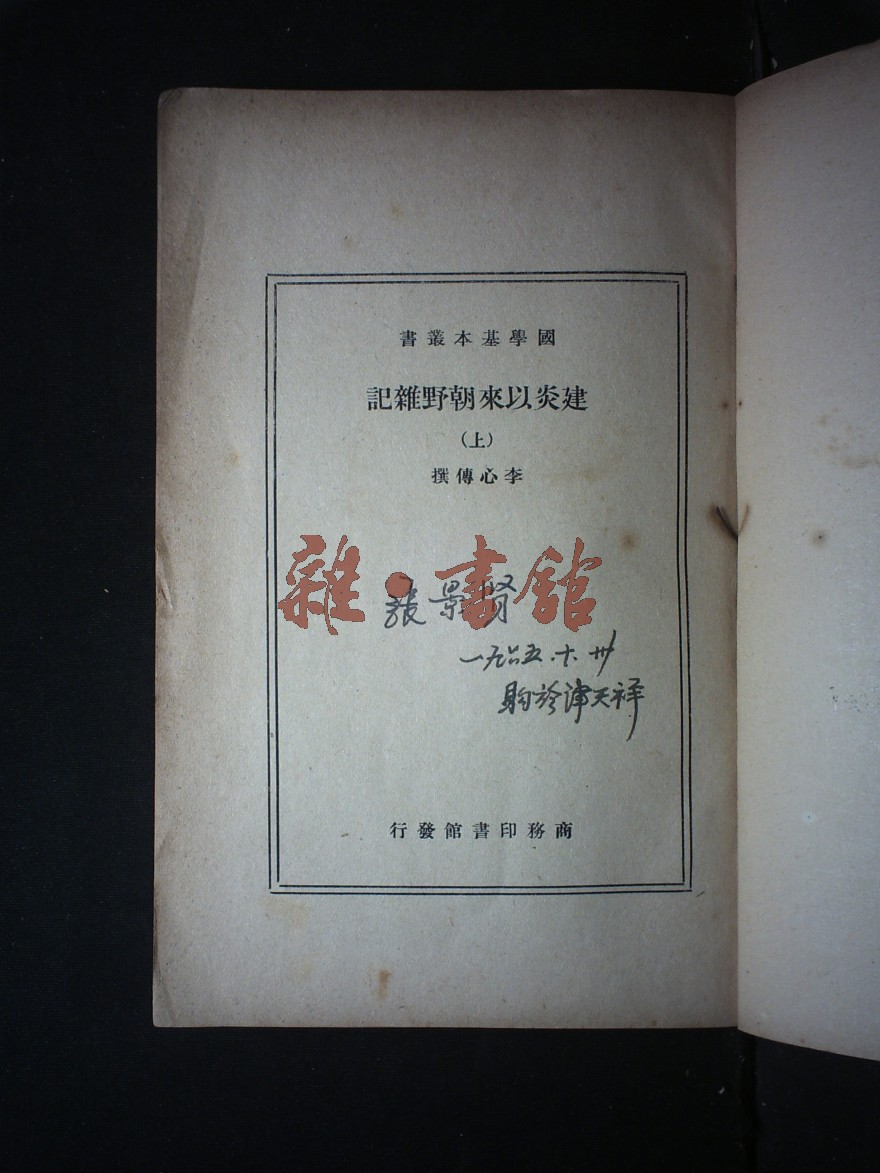 國學基本叢書
建炎以來朝野雜記
（上）
李心傳撰
雜·書館
張景賢
一九六五.十.卅
購於津天祥
商務印書館發行